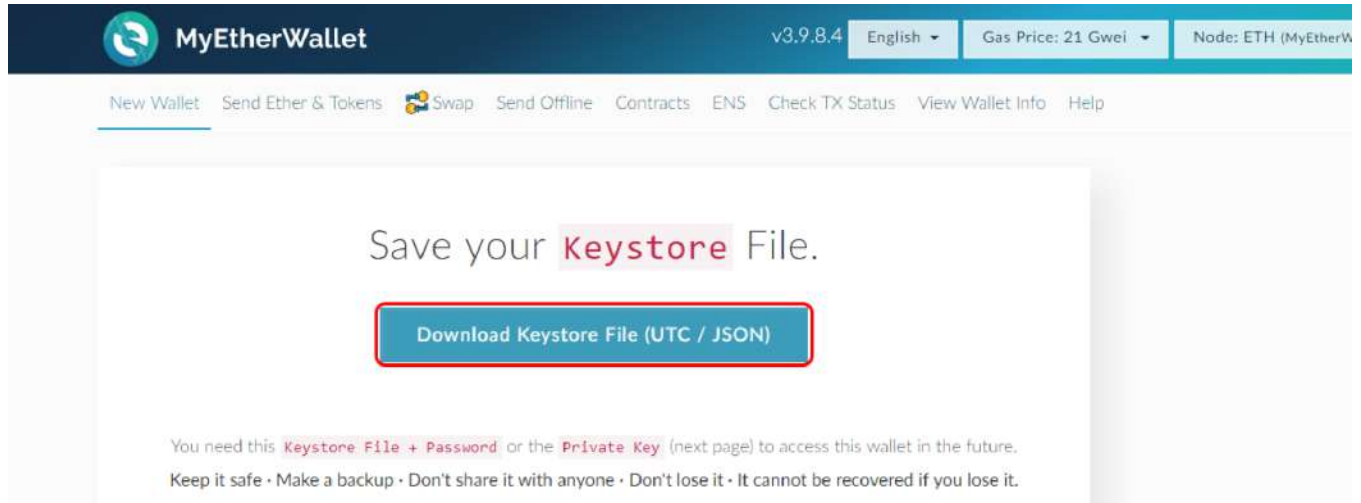 MyEtherWallet v3.9.8.4 English Gas Price: 21 Gwei Node: ETH (MyEtherW
New Wallet Send Ether & Tokens Swap Send Offline Contracts ENS Check TX Status View Wallet Info Help
Save your Keystore File.
Download Keystore File (UTC / JSON)
You need this Keystore File + Password or the Private Key (next page) to access this wallet in the future.
Keep it safe · Make a backup · Don't share it with anyone · Don't lose it · It cannot be recovered if you lose it.